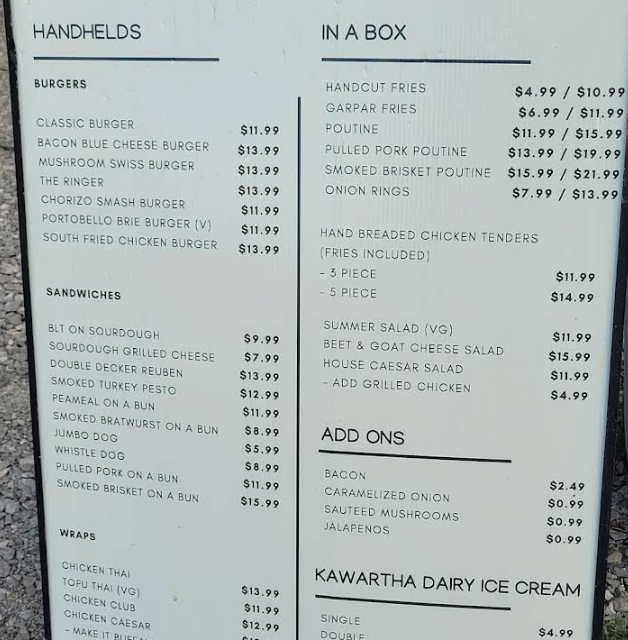 HANDHELDS
BURGERS
CLASSIC BURGER $11.99
BACON BLUE CHEESE BURGER $13.99
MUSHROOM SWISS BURGER $13.99
THE RINGER $13.99
CHORIZO SMASH BURGER $11.99
PORTOBELLO BRIE BURGER (V) $11.99
SOUTH FRIED CHICKEN BURGER $13.99
SANDWICHES
BLT ON SOURDOUGH $9.99
SOURDOUGH GRILLED CHEESE $7.99
DOUBLE DECKER REUBEN $13.99
SMOKED TURKEY PESTO $12.99
PEAMEAL ON A BUN $11.99
SMOKED BRATWURST ON A BUN $8.99
JUMBO DOG $5.99
WHISTLE DOG $8.99
PULLED PORK ON A BUN $11.99
SMOKED BRISKET ON A BUN $15.99
WRAPS
CHICKEN THAI $13.99
TOFU THAI (VG) $11.99
CHICKEN CLUB $12.99
CHICKEN CAESAR
- MAKE IT
IN A BOX
HANDCUT FRIES $4.99 / $10.99
GARPAR FRIES $6.99 / $11.99
POUTINE $11.99 / $15.99
PULLED PORK POUTINE $13.99 / $19.99
SMOKED BRISKET POUTINE $15.99 / $21.99
ONION RINGS $7.99 / $13.99
HAND BREADED CHICKEN TENDERS
(FRIES INCLUDED)
- 3 PIECE $11.99
- 5 PIECE $14.99
SUMMER SALAD (VG) $11.99
BEET & GOAT CHEESE SALAD $15.99
HOUSE CAESAR SALAD $11.99
- ADD GRILLED CHICKEN $4.99
ADD ONS
BACON $2.49
CARAMELIZED ONION $0.99
SAUTEED MUSHROOMS $0.99
JALAPENOS $0.99
KAWARTHA DAIRY ICE CREAM
SINGLE $4.99
DOUBLE